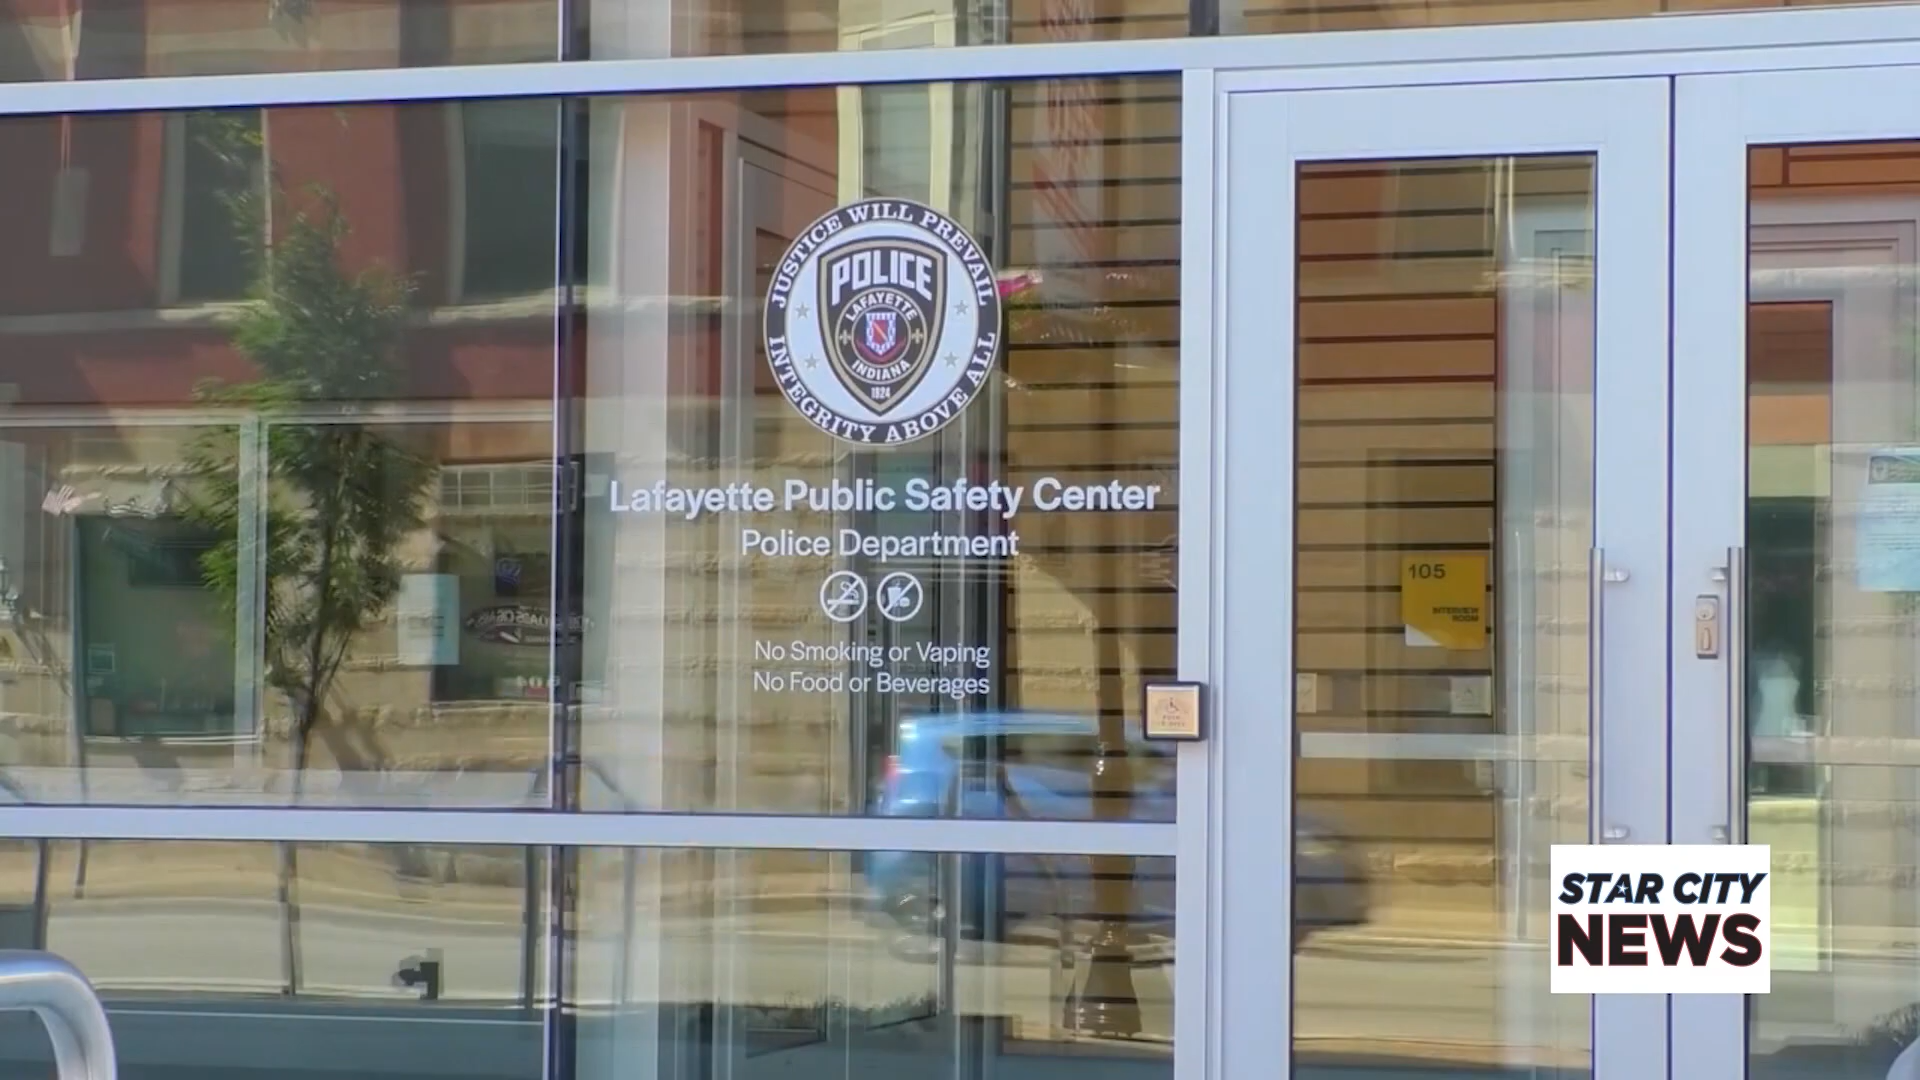 JUSTICE WILL PREVAIL
POLICE
LAFAYETTE
INDIANA
1824
INTEGRITY ABOVE ALL
Lafayette Public Safety Center
Police Department
No Smoking or Vaping
No Food or Beverages
105
INTERVIEW
ROOM
STAR CITY
NEWS